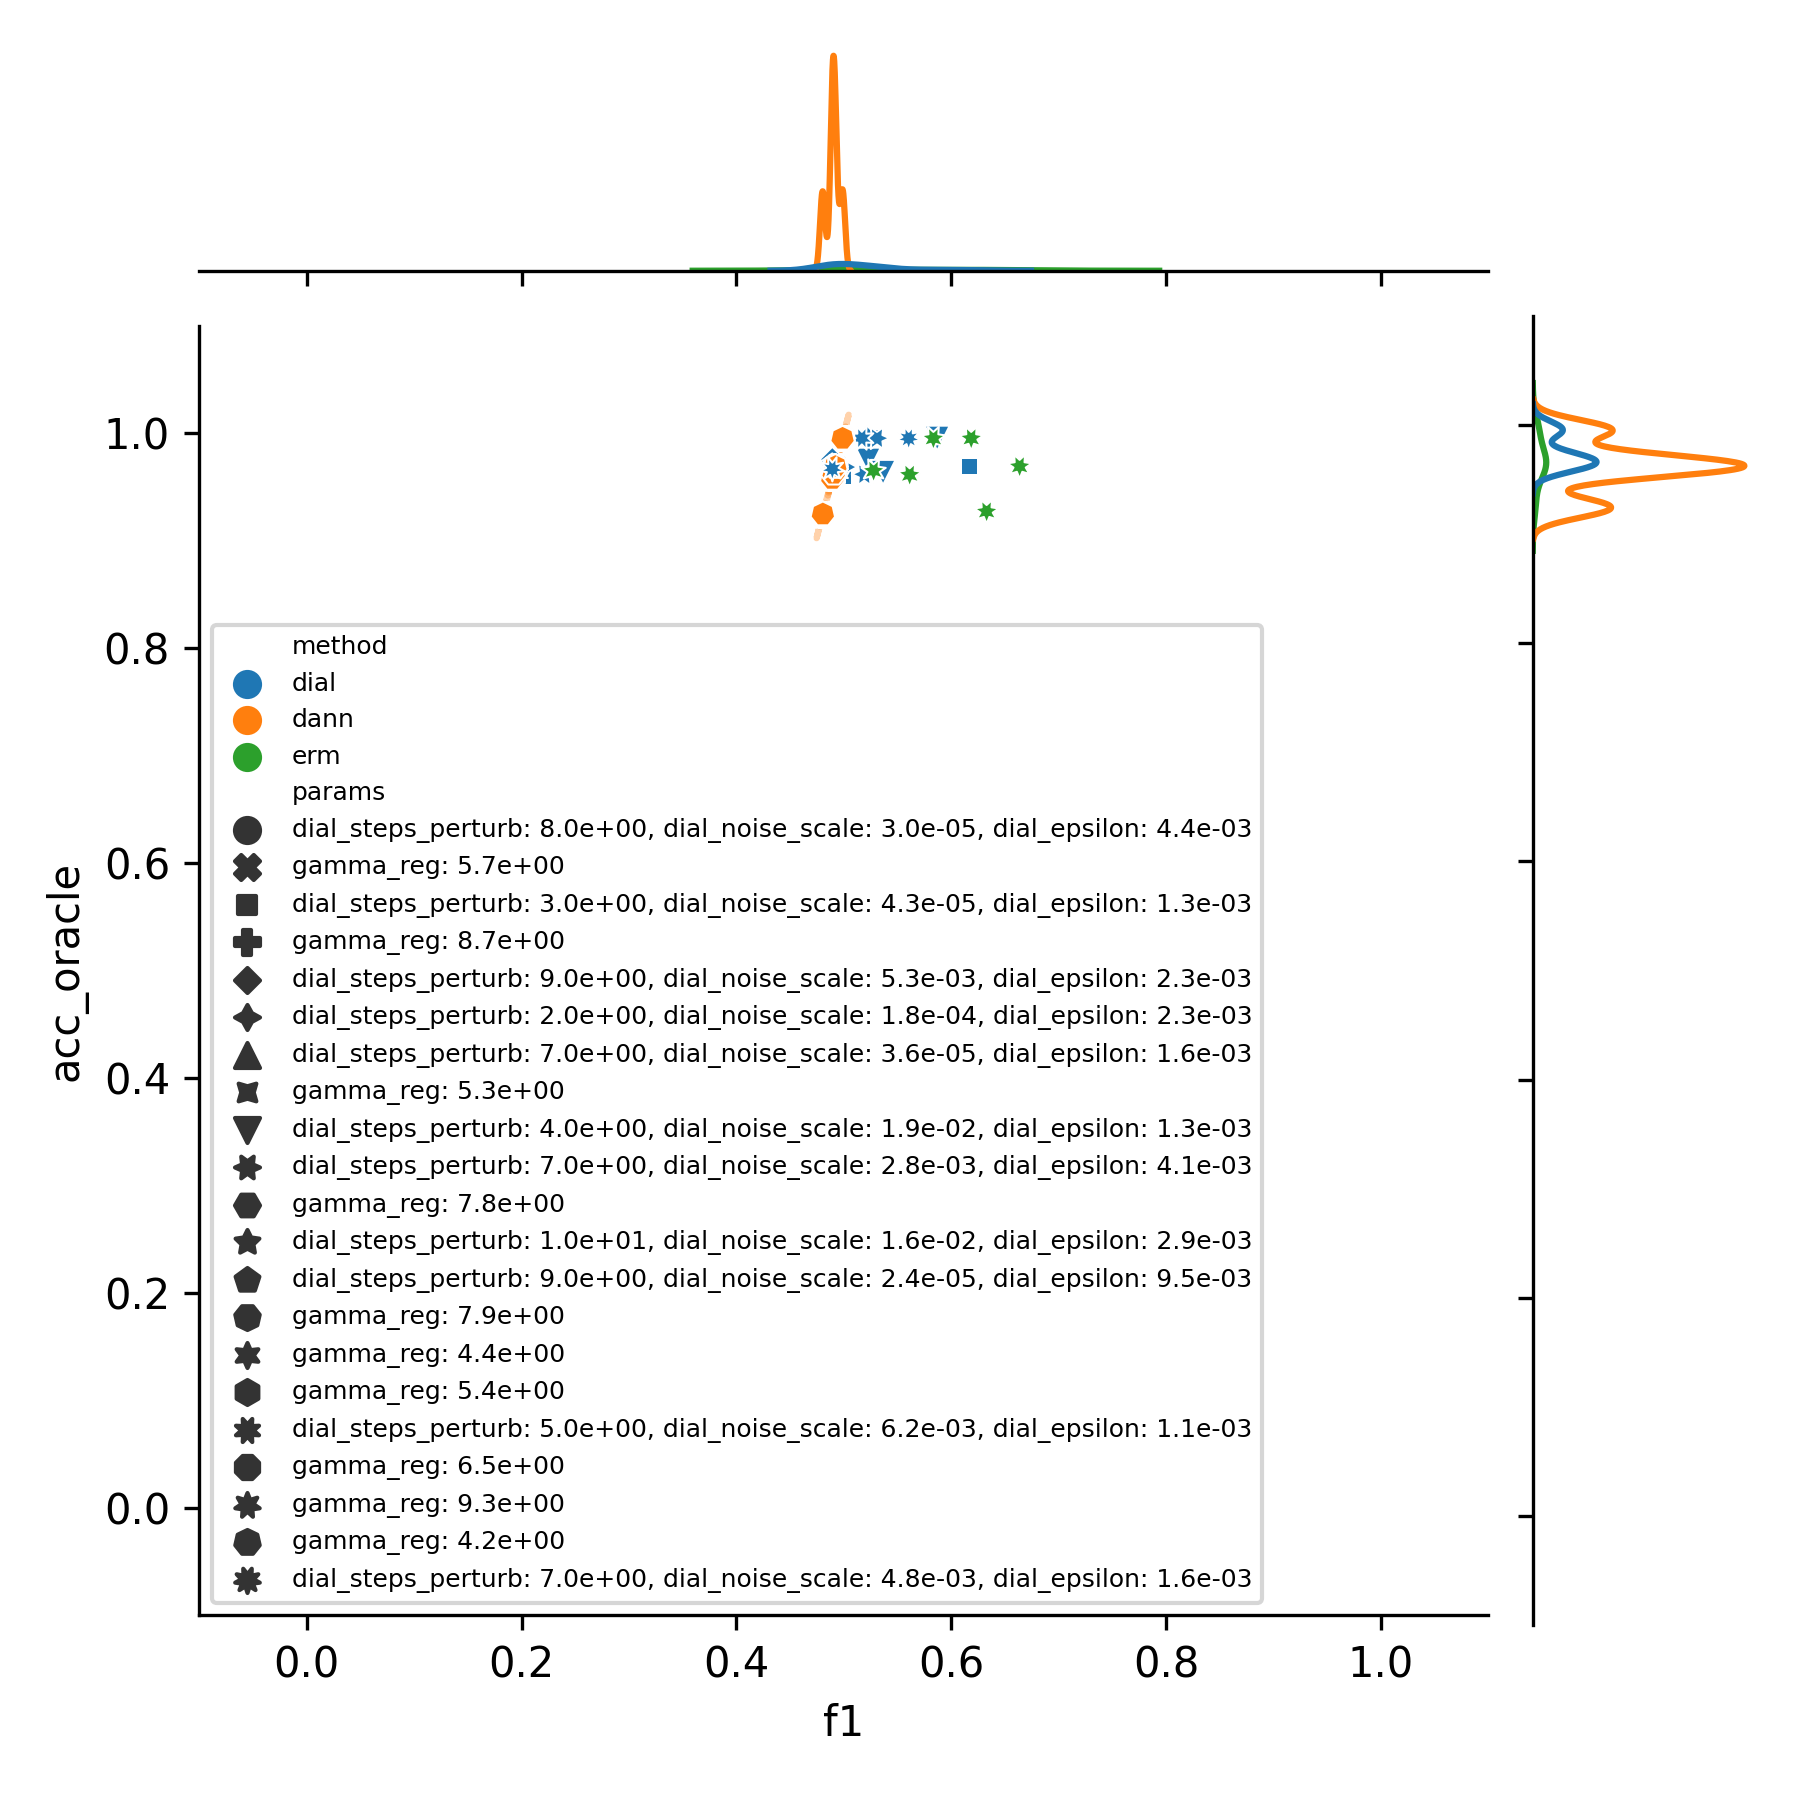 1.0
0.8
0.6
0.4
0.2
0.0
acc_oracle
method
dial
dann
erm
params
dial_steps_perturb: 8.0e+00, dial_noise_scale: 3.0e-05, dial_epsilon: 4.4e-03
gamma_reg: 5.7e+00
dial_steps_perturb: 3.0e+00, dial_noise_scale: 4.3e-05, dial_epsilon: 1.3e-03
gamma_reg: 8.7e+00
dial_steps_perturb: 9.0e+00, dial_noise_scale: 5.3e-03, dial_epsilon: 2.3e-03
dial_steps_perturb: 2.0e+00, dial_noise_scale: 1.8e-04, dial_epsilon: 2.3e-03
dial_steps_perturb: 7.0e+00, dial_noise_scale: 3.6e-05, dial_epsilon: 1.6e-03
gamma_reg: 5.3e+00
dial_steps_perturb: 4.0e+00, dial_noise_scale: 1.9e-02, dial_epsilon: 1.3e-03
dial_steps_perturb: 7.0e+00, dial_noise_scale: 2.8e-03, dial_epsilon: 4.1e-03
gamma_reg: 7.8e+00
dial_steps_perturb: 1.0e+01, dial_noise_scale: 1.6e-02, dial_epsilon: 2.9e-03
dial_steps_perturb: 9.0e+00, dial_noise_scale: 2.4e-05, dial_epsilon: 9.5e-03
gamma_reg: 7.9e+00
gamma_reg: 4.4e+00
gamma_reg: 5.4e+00
dial_steps_perturb: 5.0e+00, dial_noise_scale: 6.2e-03, dial_epsilon: 1.1e-03
gamma_reg: 6.5e+00
gamma_reg: 9.3e+00
gamma_reg: 4.2e+00
dial_steps_perturb: 7.0e+00, dial_noise_scale: 4.8e-03, dial_epsilon: 1.6e-03
0.0 0.2 0.4 0.6 0.8 1.0
f1